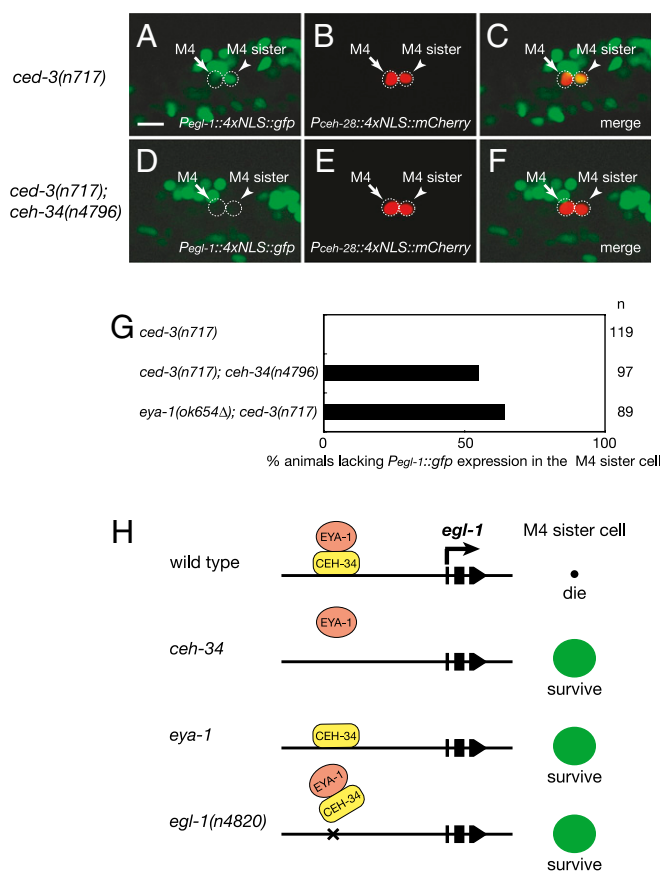 A
B
C
M4 M4 sister
M4 M4 sister
M4 M4 sister
ced-3(n717)
Pegl-1::4xNLS::gfp
Pceh-28::4xNLS::mCherry
merge
D
E
F
M4 M4 sister
M4 M4 sister
M4 M4 sister
ced-3(n717);
ceh-34(n4796)
Pegl-1::4xNLS::gfp
Pceh-28::4xNLS::mCherry
merge
G
n
ced-3(n717) 119
ced-3(n717); ceh-34(n4796) 97
eya-1(ok654Δ); ced-3(n717) 89
0 50 100
% animals lacking Pegl-1::gfp expression in the M4 sister cell
H
egl-1
M4 sister cell
wild type
EYA-1
CEH-34
die
ceh-34
EYA-1
survive
eya-1
CEH-34
survive
egl-1(n4820)
EYA-1
CEH-34
survive